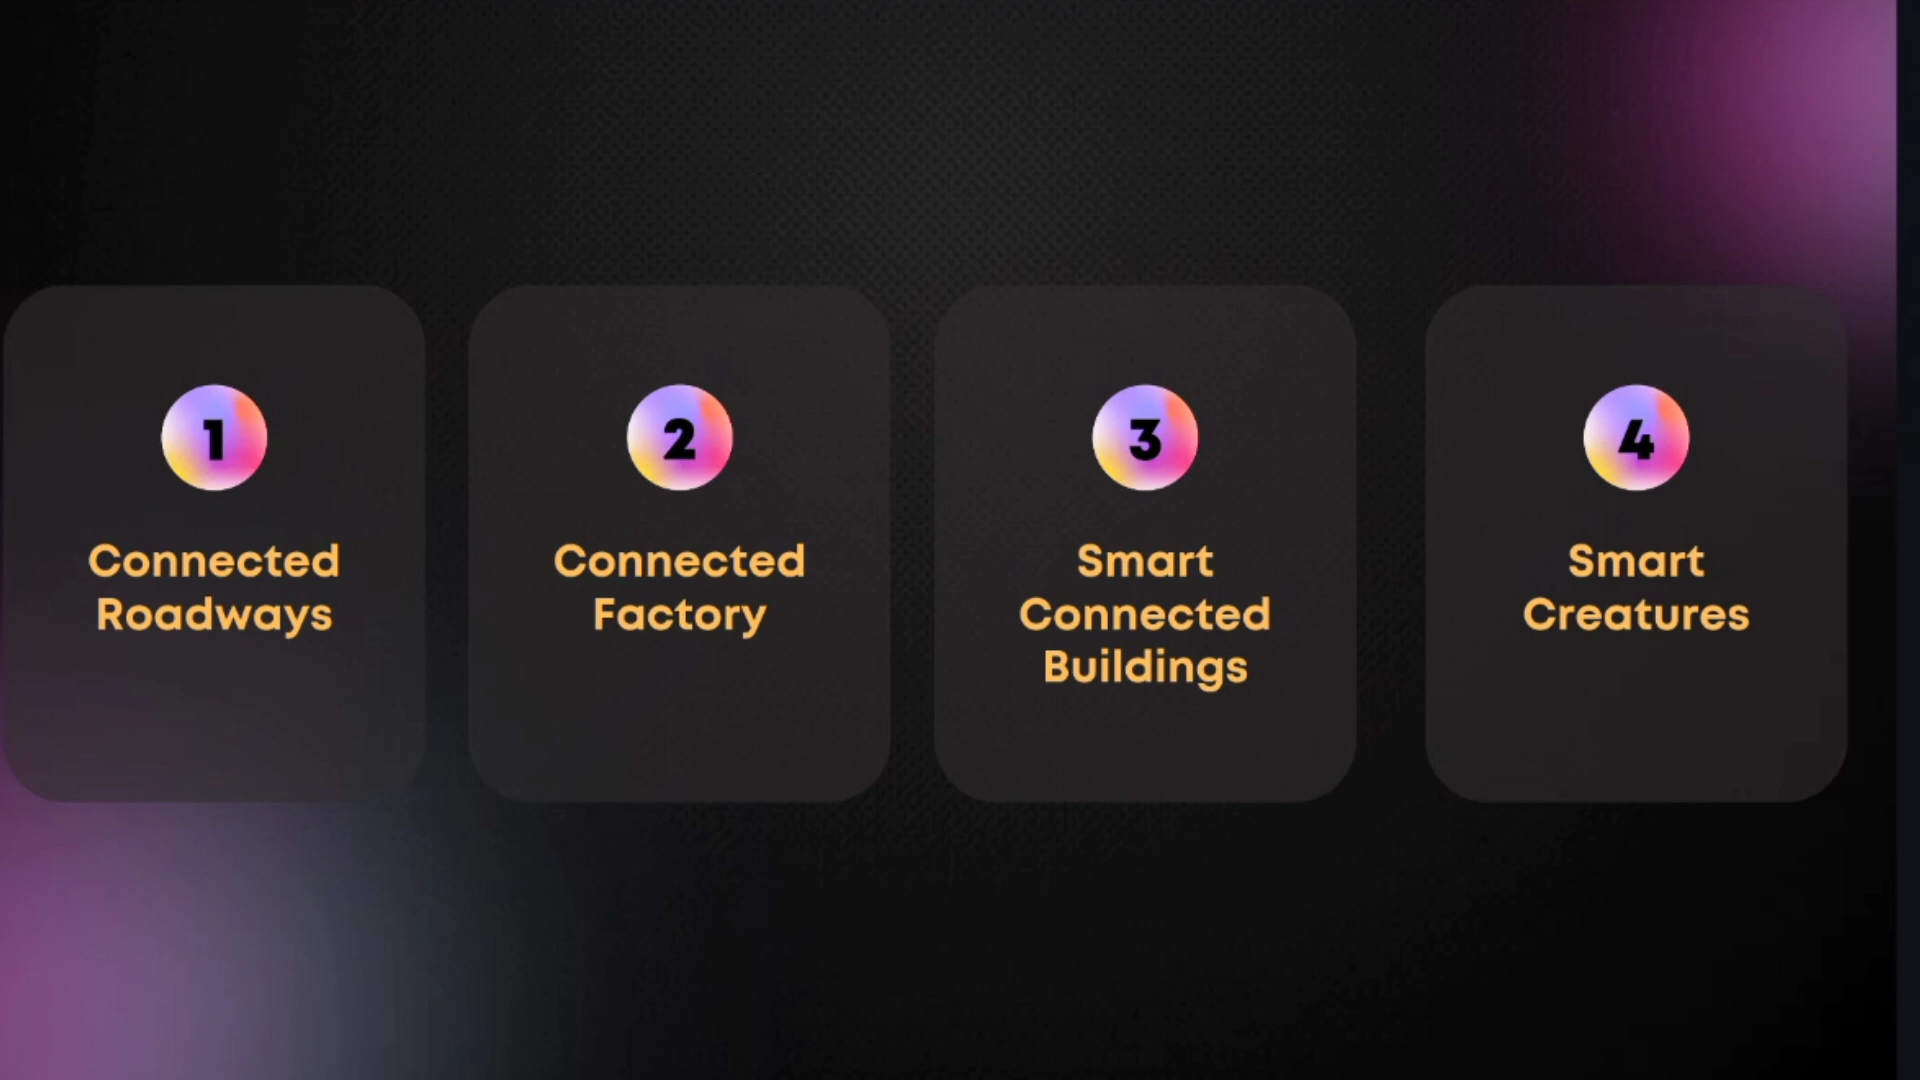 1
Connected
Roadways
2
Connected
Factory
3
Smart
Connected
Buildings
4
Smart
Creatures